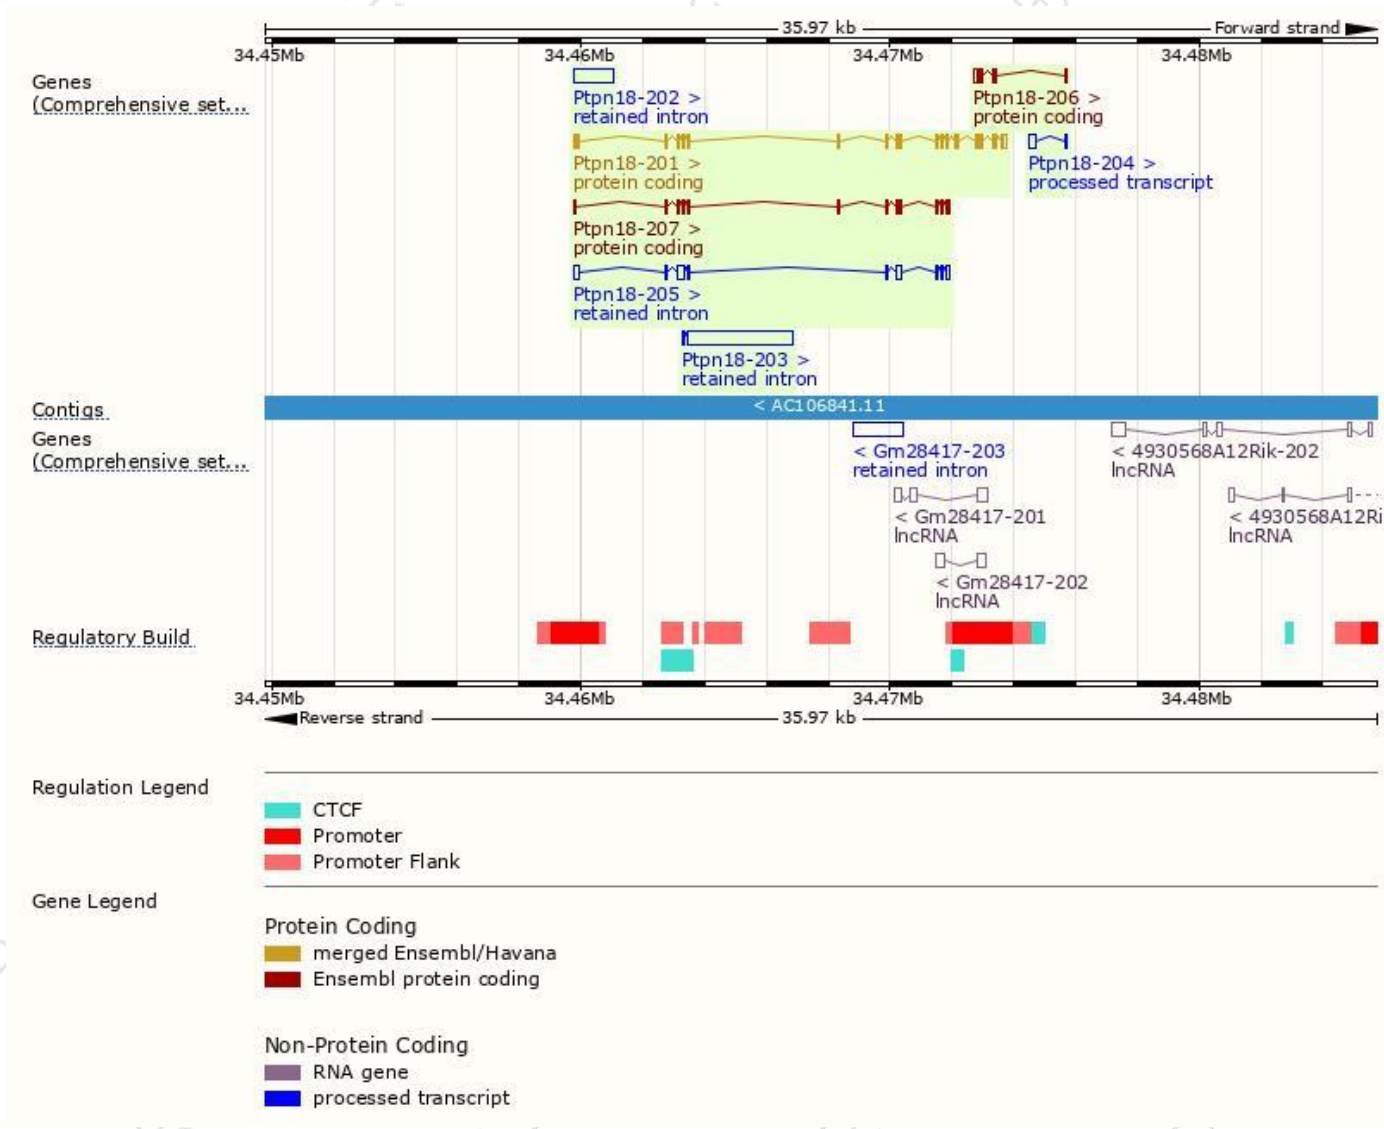 35.97 kb Forward strand
34.45Mb 34.46Mb 34.47Mb 34.48Mb
Genes
(Comprehensive set...
Ptpn18-202 >
retained intron
Ptpn18-206 >
protein coding
Ptpn18-201 >
protein coding
Ptpn18-204 >
processed transcript
Ptpn18-207 >
protein coding
Ptpn18-205 >
retained intron
Ptpn18-203 >
retained intron
Contigs
< AC106841.11
Genes
(Comprehensive set...
< Gm28417-203
retained intron
< 4930568A12Rik-202
lncRNA
< Gm28417-201
lncRNA
< 4930568A12Ri
lncRNA
< Gm28417-202
lncRNA
Regulatory Build
34.45Mb 34.46Mb 34.47Mb 34.48Mb
Reverse strand 35.97 kb
Regulation Legend
CTCF
Promoter
Promoter Flank
Gene Legend
Protein Coding
merged Ensembl/Havana
Ensembl protein coding
Non-Protein Coding
RNA gene
processed transcript